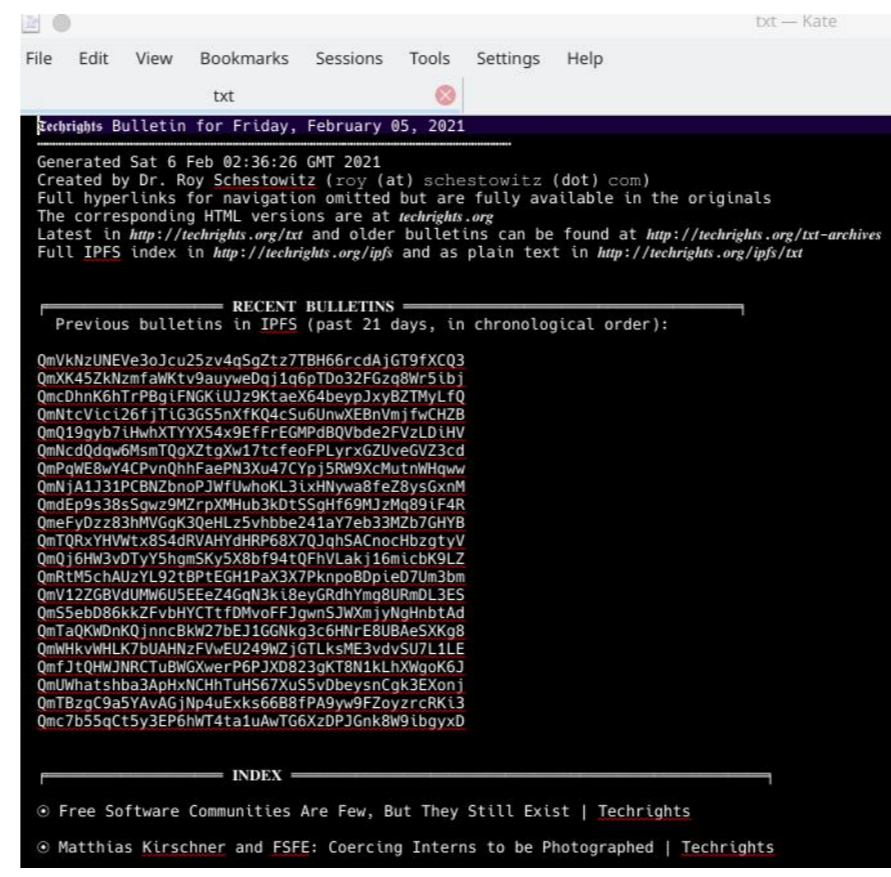 txt — Kate
File Edit View Bookmarks Sessions Tools Settings Help
txt
Techrights Bulletin for Friday, February 05, 2021
Generated Sat 6 Feb 02:36:26 GMT 2021
Created by Dr. Roy Schestowitz (roy (at) schestowitz (dot) com)
Full hyperlinks for navigation omitted but are fully available in the originals
The corresponding HTML versions are at techrights.org
Latest in http://techrights.org/txt and older bulletins can be found at http://techrights.org/txt-archives
Full IPFS index in http://techrights.org/ipfs and as plain text in http://techrights.org/ipfs/txt
RECENT BULLETINS
Previous bulletins in IPFS (past 21 days, in chronological order):
QmVkNzUNEVe3oJcu25zv4qSgZtz7TBH66rcdAjGT9fXCQ3
QmXK45ZkNzmfaWKtv9auyweDqj1q6pTDo32FGzq8Wr5ibj
QmcDhnK6hTrPBgiFNGKiUJz9KtaeX64beypJxyBZTMyLfQ
QmNtcVici26fjTiG3GS5nXfKQ4cSu6UnwXEBnVmjfwCHZB
QmQ19gyb7iHwhXTYYX54x9EfFrEGMPdBQVbde2FVzLDiHV
QmNcdQdqw6MsmTQgXZtgXw17tcfeoFPLyrxGZUveGVZ3cd
QmPqWE8wY4CPvnQhhFaePN3Xu47CYpj5RW9XcMutnWHqww
QmNjA1J31PCBNZbnoPJWfUwhoKL3ixHNywa8feZ8ysGxnM
QmdEp9s38sSgwz9MZrpXMHub3kDtSSgHf69MJzMq89iF4R
QmeFyDzz83hMVGgK3QeHLz5vhbbe241aY7eb33MZb7GHYB
QmTQRxYHVWtx8S4dRVAHYdHRP68X7QJqhSACnocHbzgtyV
QmQj6HW3vDTyY5hgmSKy5X8bf94tQFhVLakj16micbK9LZ
QmRtM5chAUzYL92tBPtEGH1PaX3X7PknpoBDpieD7Um3bm
QmV12ZGBVdUMW6U5EEeZ4GqN3ki8eyGRdhYmg8URmDL3ES
QmS5ebD86kkZFvbHYCTtfDMvoFFJgwnSJWXmjyNgHnbtAd
QmTaQKWDnKQjnncBkW27bEJ1GGNkg3c6HNrE8UBAeSXKg8
QmWHkvWHLK7bUAHNzFVwEU249WZjGTLksME3vdvSU7L1LE
QmfJtQHWJNRCTuBWGXwerP6PJXD823gKT8N1kLhXWgoK6J
QmUWhatshba3ApHxNCHhTuHS67XuS5vDbeysnCgk3EXonj
QmTBzgC9a5YAvAGjNp4uExks66B8fPA9yw9FZoyzrcRKi3
Qmc7b55qCt5y3EP6hWT4ta1uAwTG6XzDPJGnk8W9ibgyxD
INDEX
⦿ Free Software Communities Are Few, But They Still Exist | Techrights
⦿ Matthias Kirschner and FSFE: Coercing Interns to be Photographed | Techrights